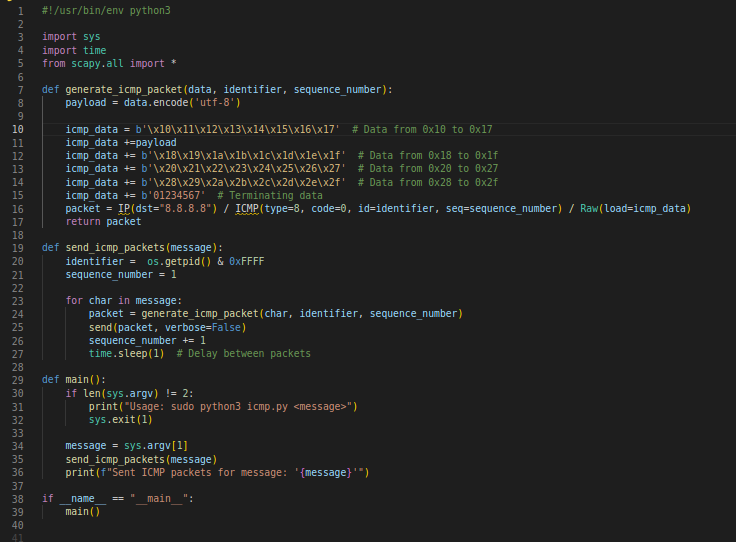 1 #!/usr/bin/env python3
2
3 import sys
4 import time
5 from scapy.all import *
6
7 def generate_icmp_packet(data, identifier, sequence_number):
8     payload = data.encode('utf-8')
9
10     icmp_data = b'\x10\x11\x12\x13\x14\x15\x16\x17'  # Data from 0x10 to 0x17
11     icmp_data +=payload
12     icmp_data += b'\x18\x19\x1a\x1b\x1c\x1d\x1e\x1f'  # Data from 0x18 to 0x1f
13     icmp_data += b'\x20\x21\x22\x23\x24\x25\x26\x27'  # Data from 0x20 to 0x27
14     icmp_data += b'\x28\x29\x2a\x2b\x2c\x2d\x2e\x2f'  # Data from 0x28 to 0x2f
15     icmp_data += b'01234567'  # Terminating data
16     packet = IP(dst="8.8.8.8") / ICMP(type=8, code=0, id=identifier, seq=sequence_number) / Raw(load=icmp_data)
17     return packet
18
19 def send_icmp_packets(message):
20     identifier =  os.getpid() & 0xFFFF
21     sequence_number = 1
22
23     for char in message:
24         packet = generate_icmp_packet(char, identifier, sequence_number)
25         send(packet, verbose=False)
26         sequence_number += 1
27         time.sleep(1)  # Delay between packets
28
29 def main():
30     if len(sys.argv) != 2:
31         print("Usage: sudo python3 icmp.py <message>")
32         sys.exit(1)
33
34     message = sys.argv[1]
35     send_icmp_packets(message)
36     print(f"Sent ICMP packets for message: '{message}'")
37
38 if __name__ == "__main__":
39     main()
40
41